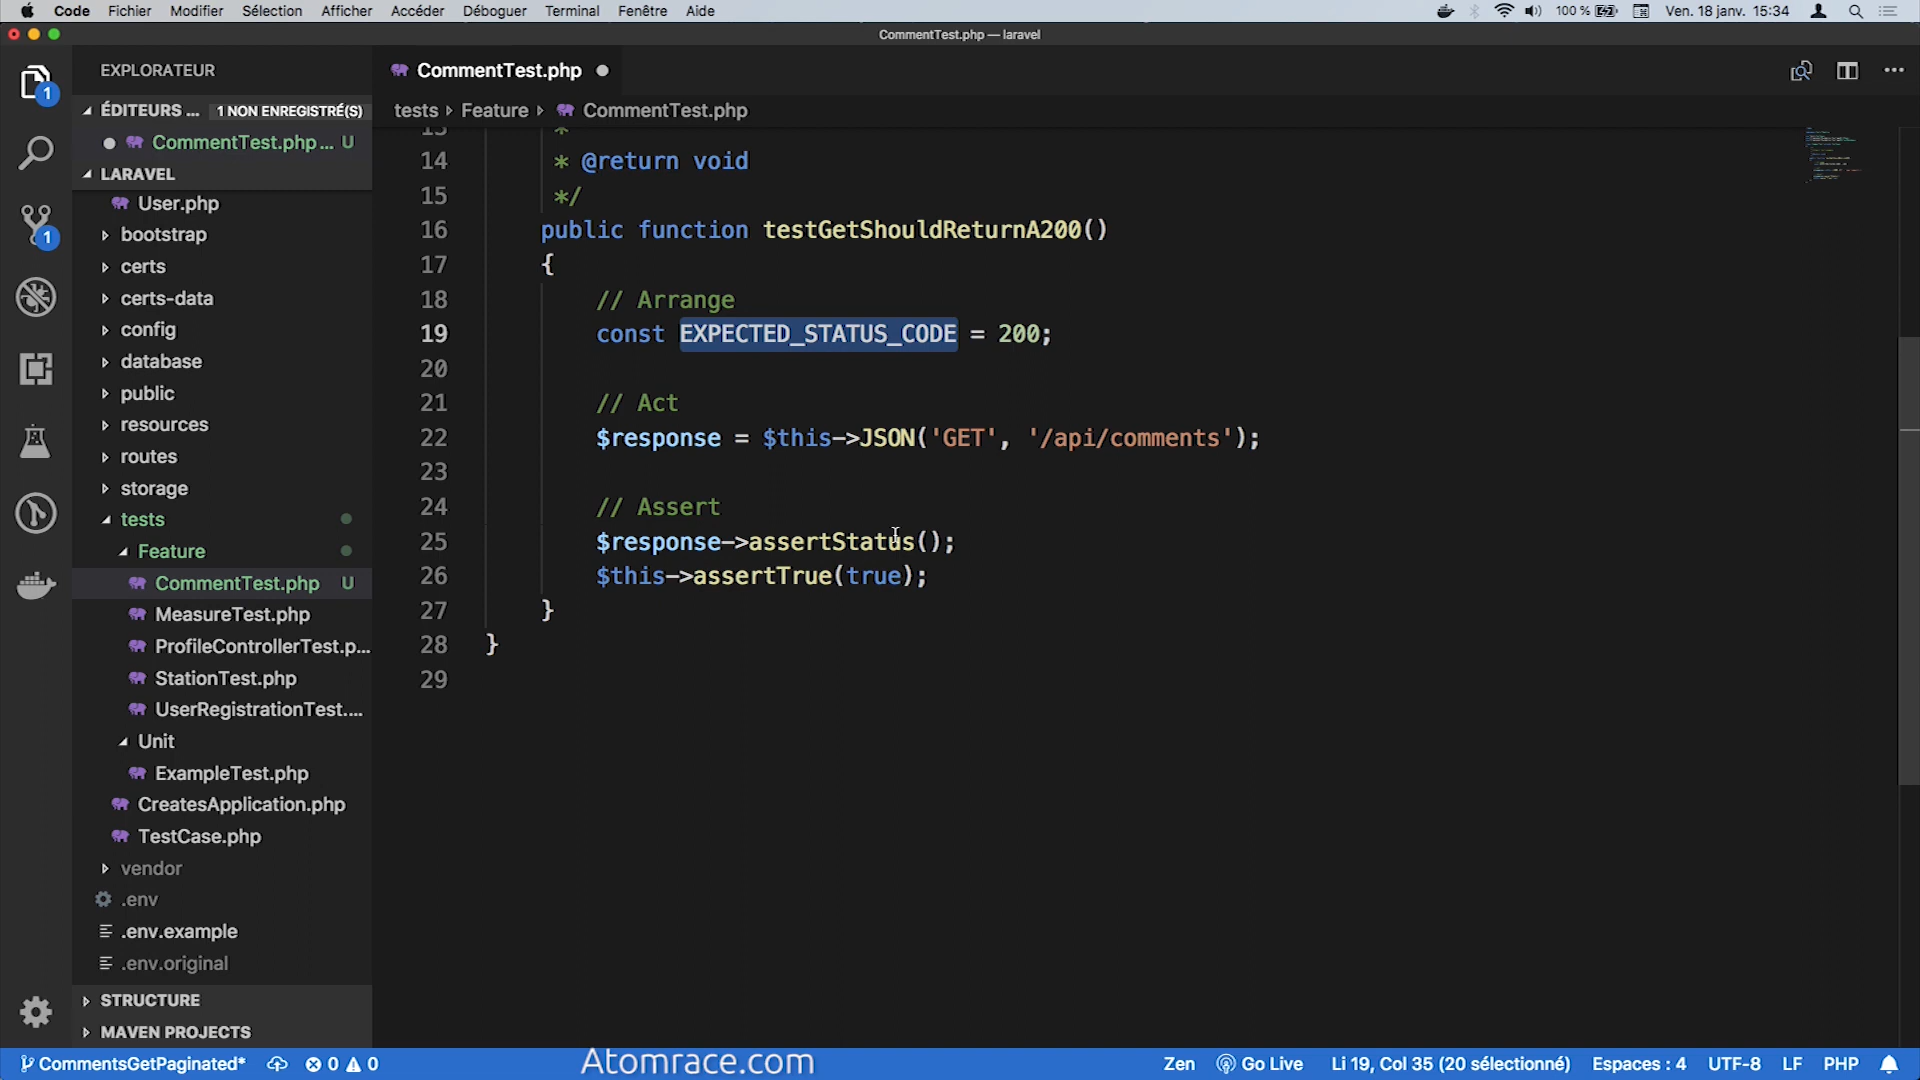 Code Fichier Modifier Sélection Afficher Accéder Déboguer Terminal Fenêtre Aide 100 % Ven. 18 janv. 15:34
CommentTest.php — laravel
EXPLORATEUR
ÉDITEURS ... 1 NON ENREGISTRÉ(S)
CommentTest.php ... U
LARAVEL
User.php
bootstrap
certs
certs-data
config
database
public
resources
routes
storage
tests
Feature
CommentTest.php U
MeasureTest.php
ProfileControllerTest.p...
StationTest.php
UserRegistrationTest....
Unit
ExampleTest.php
CreatesApplication.php
TestCase.php
vendor
.env
.env.example
.env.original
STRUCTURE
MAVEN PROJECTS
1
1
CommentTest.php
tests › Feature › CommentTest.php
13 *
14 * @return void
15 */
16 public function testGetShouldReturnA200()
17 {
18 // Arrange
19 const EXPECTED_STATUS_CODE = 200;
20
21 // Act
22 $response = $this->JSON('GET', '/api/comments');
23
24 // Assert
25 $response->assertStatus();
26 $this->assertTrue(true);
27 }
28 }
29
CommentsGetPaginated* 0 0 Atomrace.com Zen Go Live Li 19, Col 35 (20 sélectionné) Espaces : 4 UTF-8 LF PHP